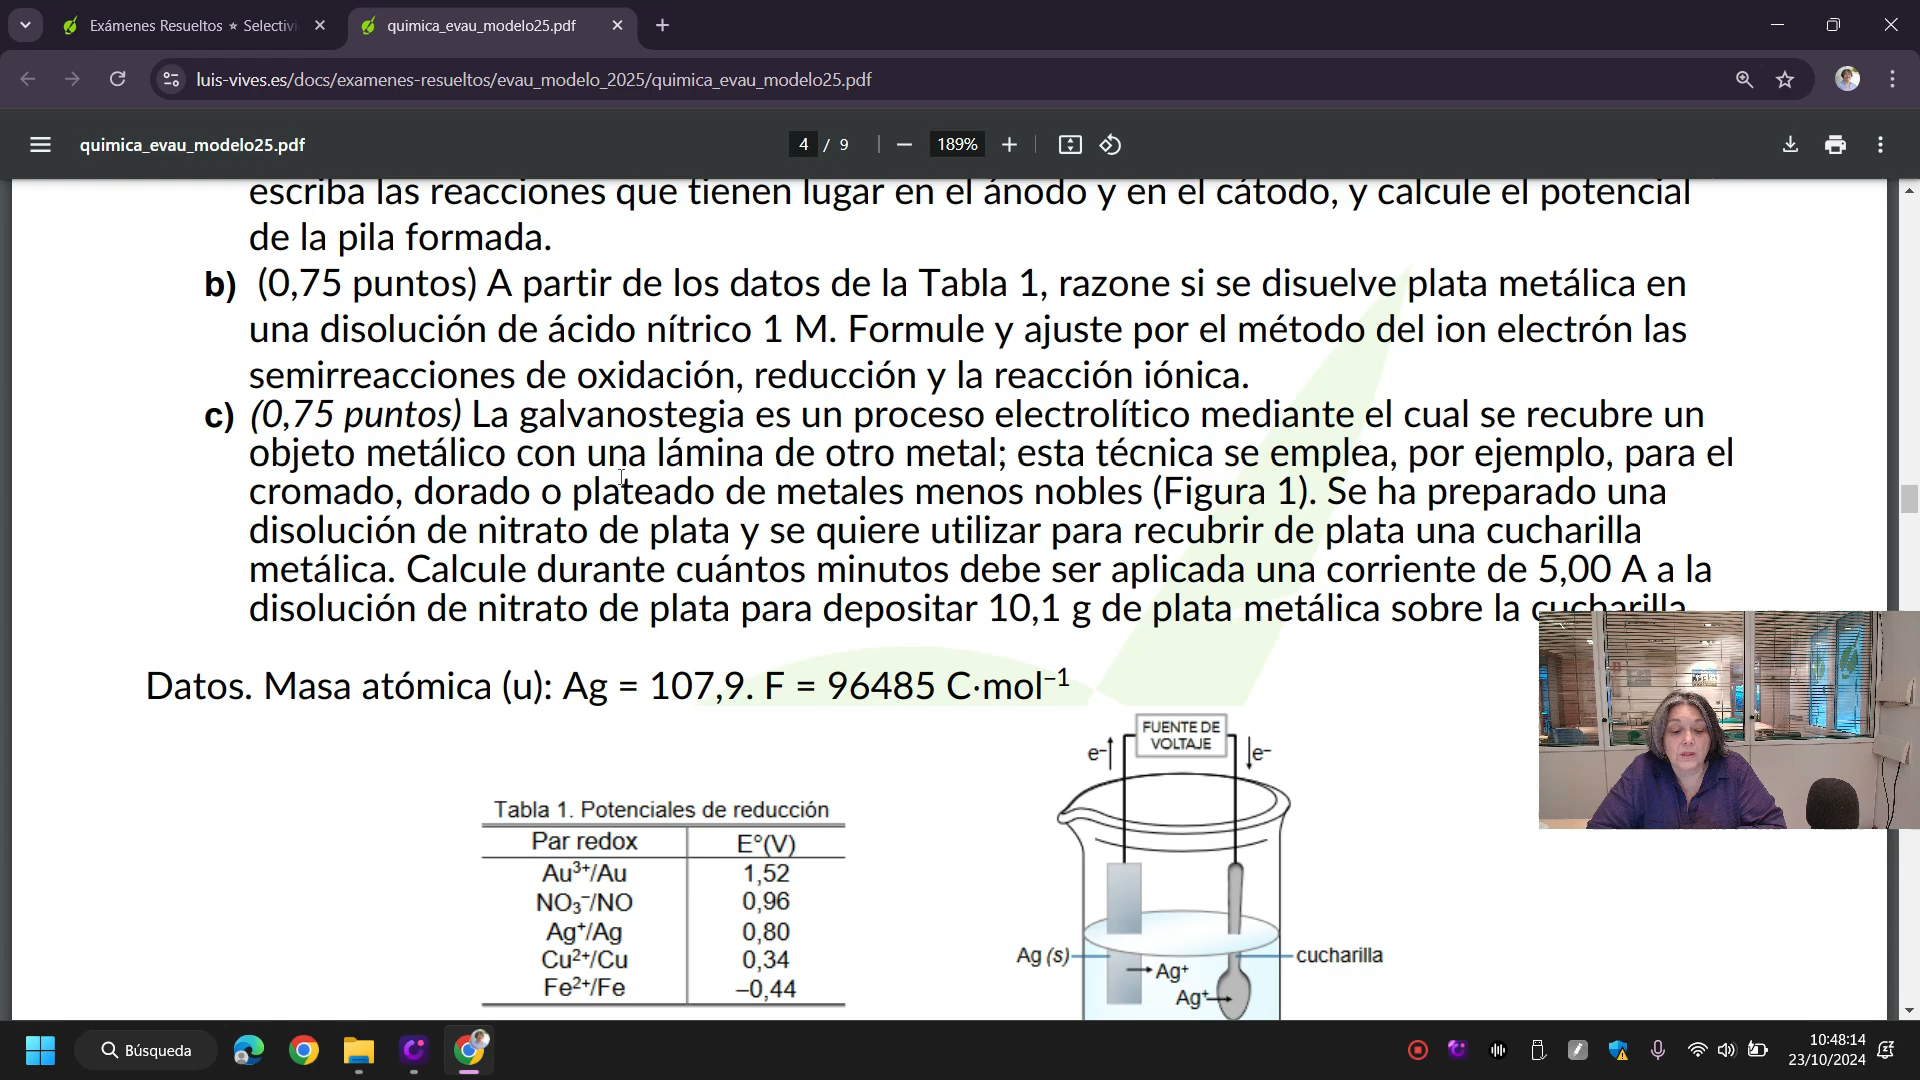 Exámenes Resueltos ★ Selectivi
quimica_evau_modelo25.pdf
luis-vives.es/docs/examenes-resueltos/evau_modelo_2025/quimica_evau_modelo25.pdf
quimica_evau_modelo25.pdf
4 / 9
189%
escriba las reacciones que tienen lugar en el ánodo y en el cátodo, y calcule el potencial
de la pila formada.
b) (0,75 puntos) A partir de los datos de la Tabla 1, razone si se disuelve plata metálica en
una disolución de ácido nítrico 1 M. Formule y ajuste por el método del ion electrón las
semirreacciones de oxidación, reducción y la reacción iónica.
c) (0,75 puntos) La galvanostegia es un proceso electrolítico mediante el cual se recubre un
objeto metálico con una lámina de otro metal; esta técnica se emplea, por ejemplo, para el
cromado, dorado o plateado de metales menos nobles (Figura 1). Se ha preparado una
disolución de nitrato de plata y se quiere utilizar para recubrir de plata una cucharilla
metálica. Calcule durante cuántos minutos debe ser aplicada una corriente de 5,00 A a la
disolución de nitrato de plata para depositar 10,1 g de plata metálica sobre la cucharilla
Datos. Masa atómica (u): Ag = 107,9. F = 96485 C·mol⁻¹
FUENTE DE
VOLTAJE
e⁻
e⁻
Tabla 1. Potenciales de reducción
Par redox E°(V)
Au³⁺/Au 1,52
NO₃⁻/NO 0,96
Ag⁺/Ag 0,80
Cu²⁺/Cu 0,34
Fe²⁺/Fe −0,44
Ag (s)
Ag⁺
Ag⁺
cucharilla
Búsqueda
10:48:14
23/10/2024